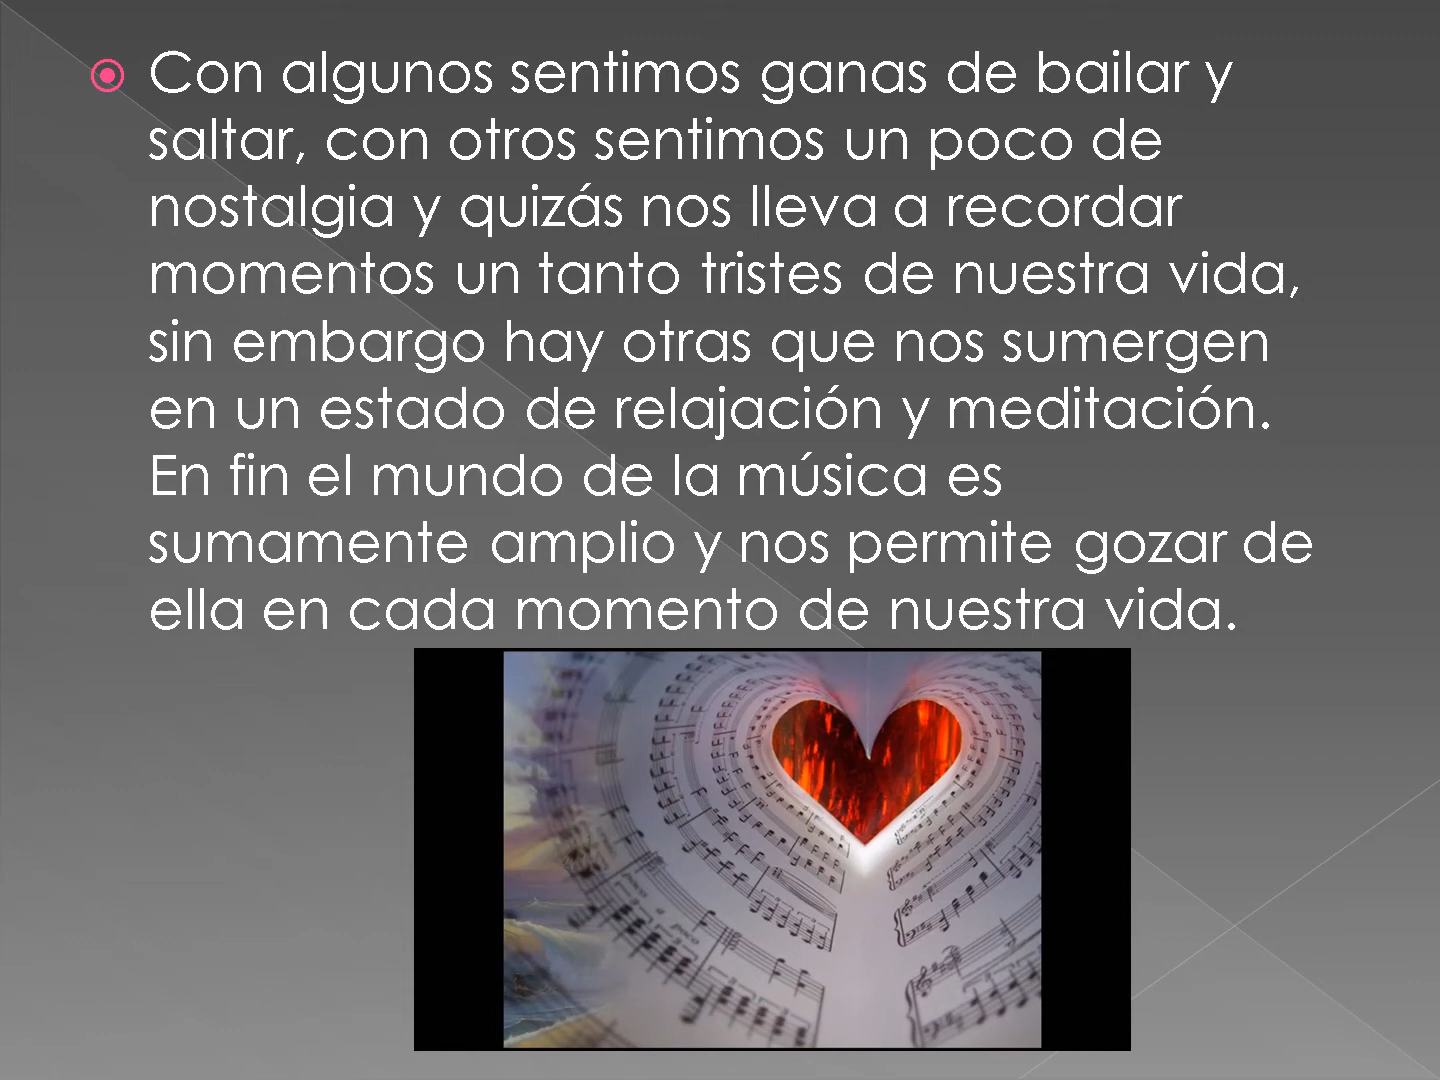 Con algunos sentimos ganas de bailar y
saltar, con otros sentimos un poco de
nostalgia y quizás nos lleva a recordar
momentos un tanto tristes de nuestra vida,
sin embargo hay otras que nos sumergen
en un estado de relajación y meditación.
En fin el mundo de la música es
sumamente amplio y nos permite gozar de
ella en cada momento de nuestra vida.
poco